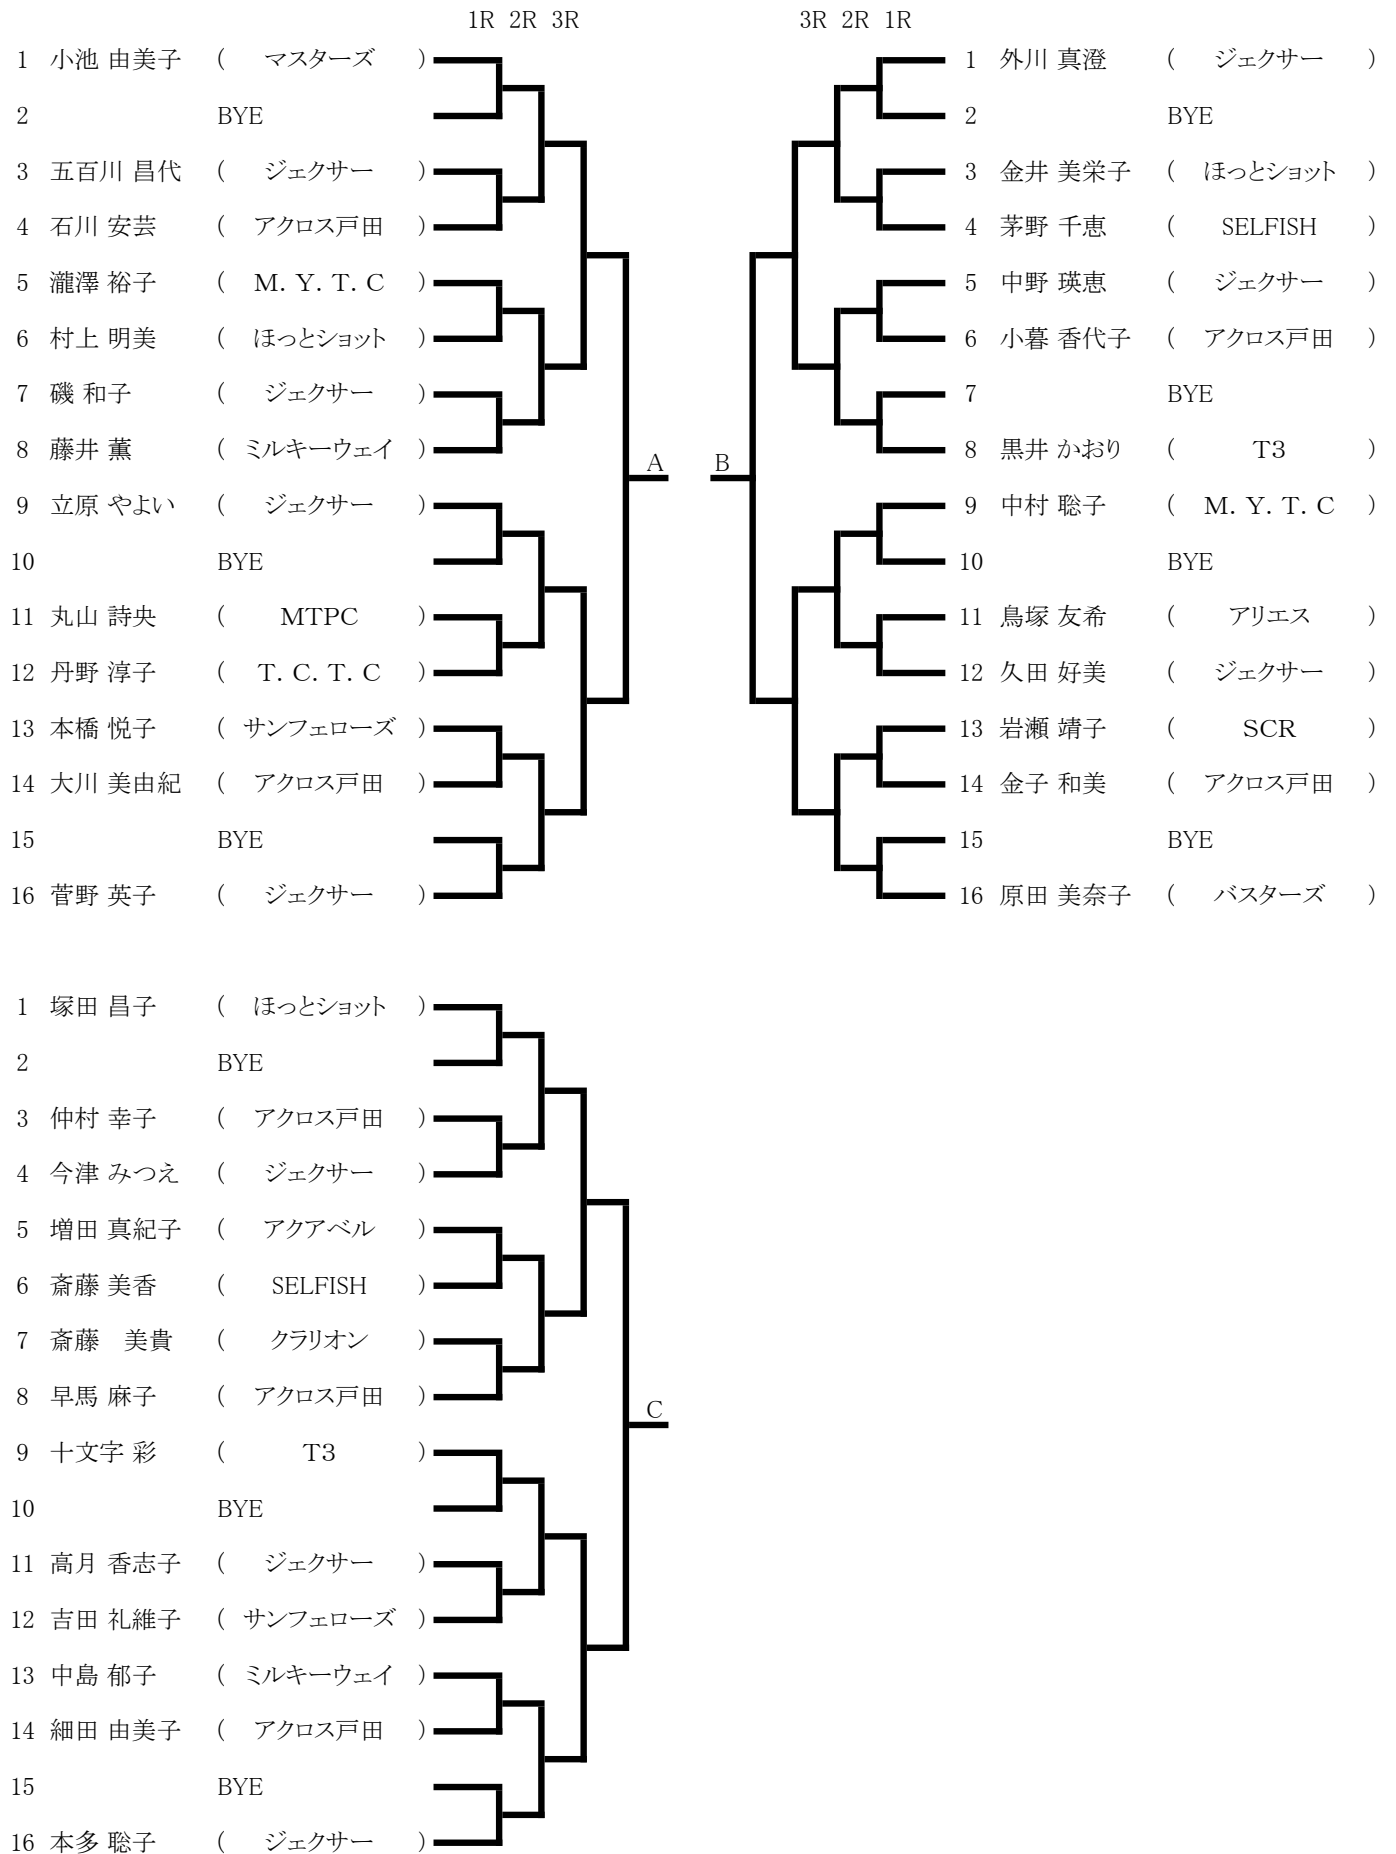 1R 2R 3R
1 小池 由美子 ( マスターズ )
2 BYE
3 五百川 昌代 ( ジェクサー )
4 石川 安芸 ( アクロス戸田 )
5 瀧澤 裕子 ( M. Y. T. C )
6 村上 明美 ( ほっとショット )
7 磯 和子 ( ジェクサー )
8 藤井 薫 ( ミルキーウェイ )
A
9 立原 やよい ( ジェクサー )
10 BYE
11 丸山 詩央 ( MTPC )
12 丹野 淳子 ( T. C. T. C )
13 本橋 悦子 ( サンフェローズ )
14 大川 美由紀 ( アクロス戸田 )
15 BYE
16 菅野 英子 ( ジェクサー )
3R 2R 1R
1 外川 真澄 ( ジェクサー )
2 BYE
3 金井 美栄子 ( ほっとショット )
4 茅野 千恵 ( SELFISH )
5 中野 瑛恵 ( ジェクサー )
6 小暮 香代子 ( アクロス戸田 )
7 BYE
8 黒井 かおり ( T3 )
B
9 中村 聡子 ( M. Y. T. C )
10 BYE
11 鳥塚 友希 ( アリエス )
12 久田 好美 ( ジェクサー )
13 岩瀬 靖子 ( SCR )
14 金子 和美 ( アクロス戸田 )
15 BYE
16 原田 美奈子 ( バスターズ )
1 塚田 昌子 ( ほっとショット )
2 BYE
3 仲村 幸子 ( アクロス戸田 )
4 今津 みつえ ( ジェクサー )
5 増田 真紀子 ( アクアベル )
6 斎藤 美香 ( SELFISH )
7 斎藤　美貴 ( クラリオン )
8 早馬 麻子 ( アクロス戸田 )
C
9 十文字 彩 ( T3 )
10 BYE
11 高月 香志子 ( ジェクサー )
12 吉田 礼維子 ( サンフェローズ )
13 中島 郁子 ( ミルキーウェイ )
14 細田 由美子 ( アクロス戸田 )
15 BYE
16 本多 聡子 ( ジェクサー )